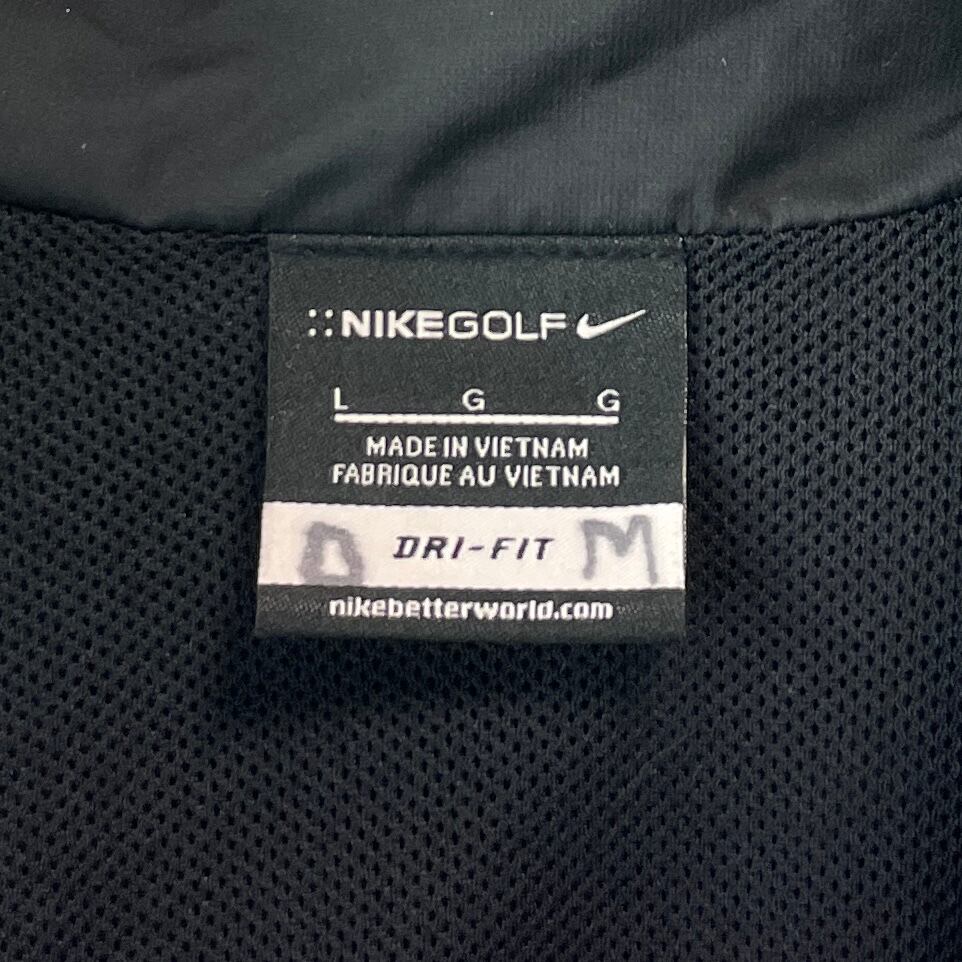 NIKEGOLF
L G G
MADE IN VIETNAM
FABRIQUE AU VIETNAM
D DRI-FIT M
nikebetterworld.com